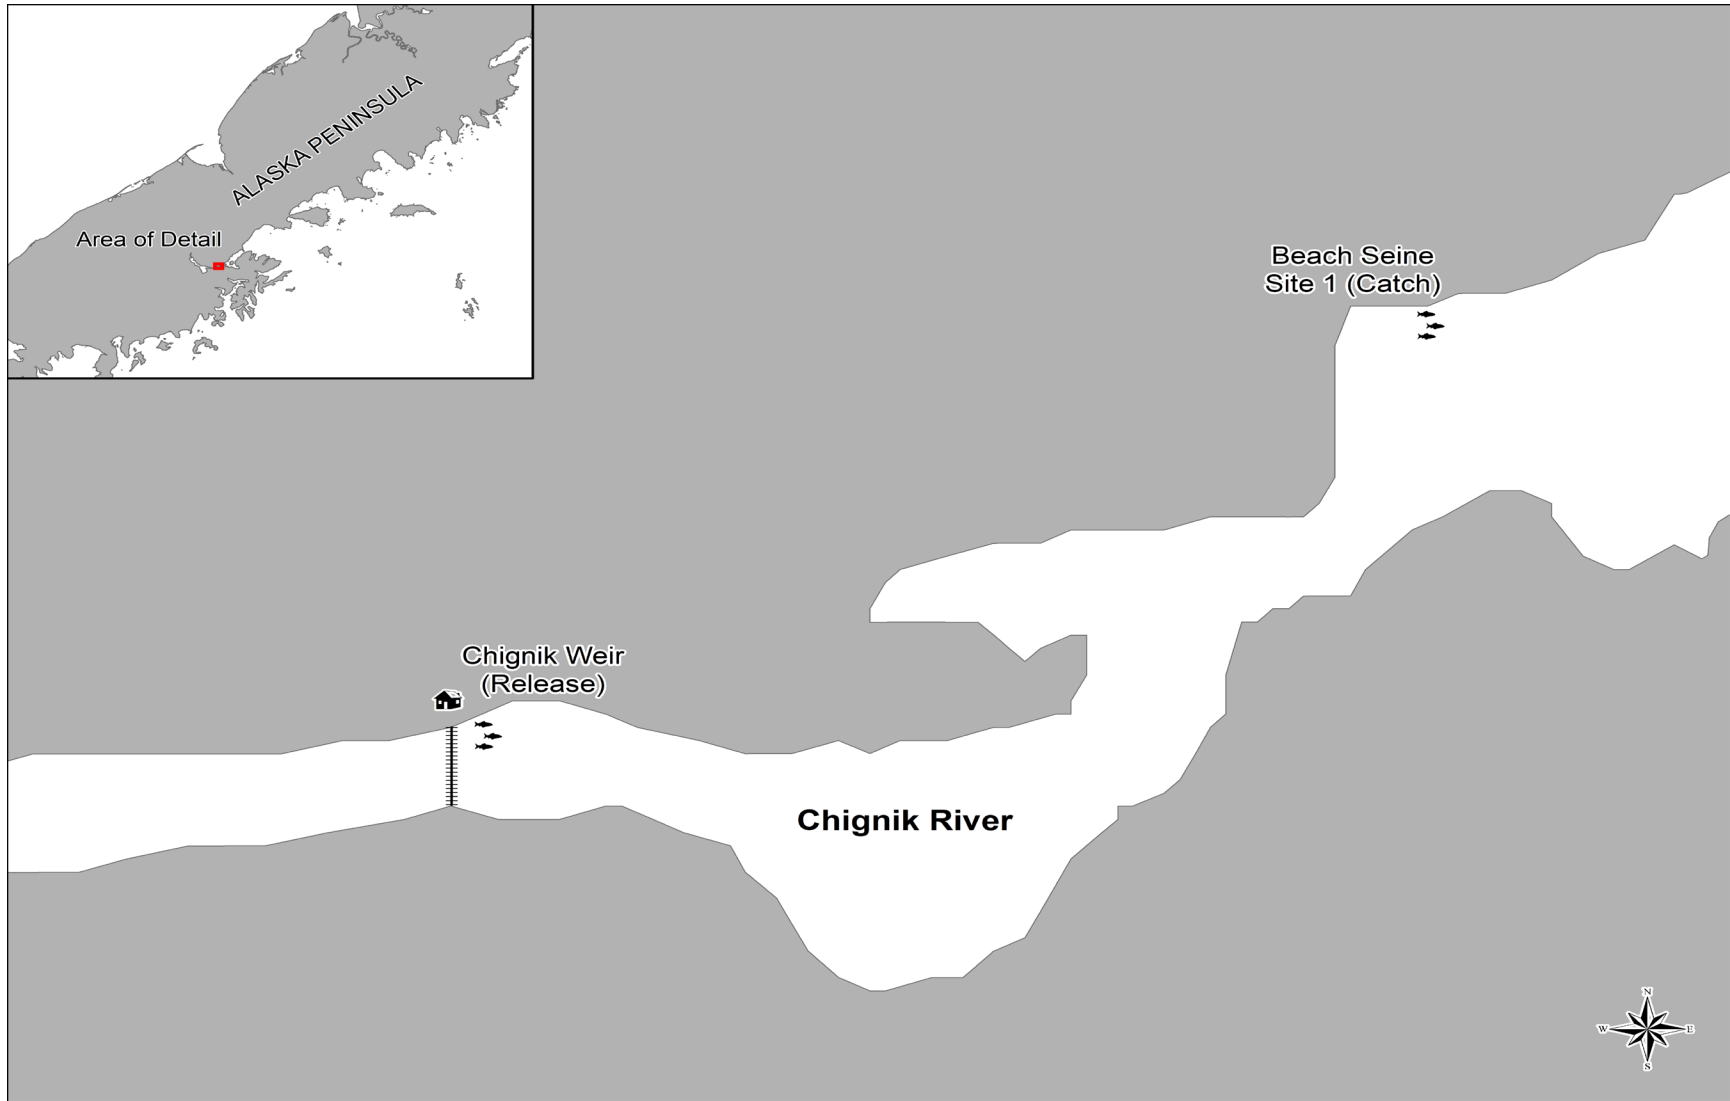 ALASKA PENINSULA
Area of Detail
Beach Seine
Site 1 (Catch)
Chignik Weir
(Release)
Chignik River
N
W E
S